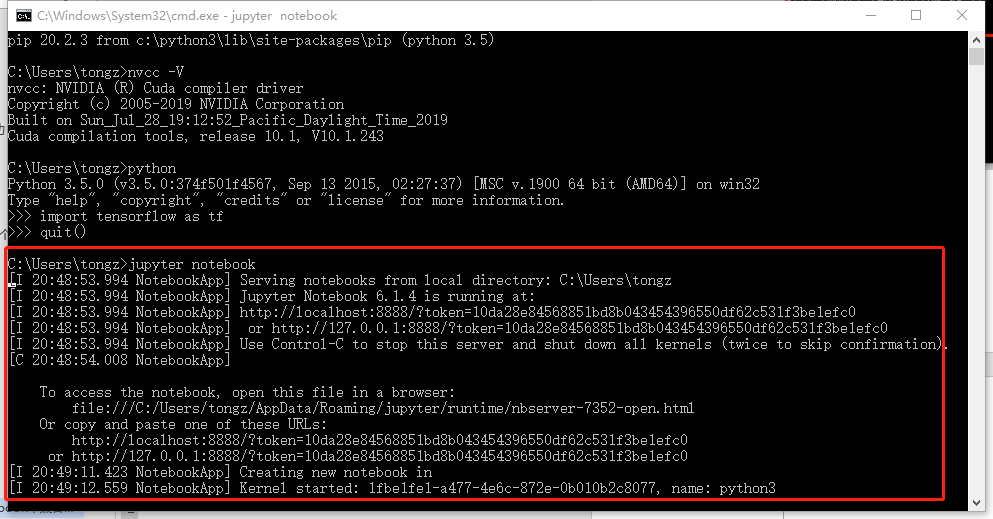 C:\Windows\System32\cmd.exe - jupyter  notebook
pip 20.2.3 from c:\python3\lib\site-packages\pip (python 3.5)
C:\Users\tongz>nvcc -V
nvcc: NVIDIA (R) Cuda compiler driver
Copyright (c) 2005-2019 NVIDIA Corporation
Built on Sun_Jul_28_19:12:52_Pacific_Daylight_Time_2019
Cuda compilation tools, release 10.1, V10.1.243
C:\Users\tongz>python
Python 3.5.0 (v3.5.0:374f501f4567, Sep 13 2015, 02:27:37) [MSC v.1900 64 bit (AMD64)] on win32
Type "help", "copyright", "credits" or "license" for more information.
>>> import tensorflow as tf
>>> quit()
C:\Users\tongz>jupyter notebook
[I 20:48:53.994 NotebookApp] Serving notebooks from local directory: C:\Users\tongz
[I 20:48:53.994 NotebookApp] Jupyter Notebook 6.1.4 is running at:
[I 20:48:53.994 NotebookApp] http://localhost:8888/?token=10da28e84568851bd8b043454396550df62c531f3be1efc0
[I 20:48:53.994 NotebookApp]  or http://127.0.0.1:8888/?token=10da28e84568851bd8b043454396550df62c531f3be1efc0
[I 20:48:53.994 NotebookApp] Use Control-C to stop this server and shut down all kernels (twice to skip confirmation).
[C 20:48:54.008 NotebookApp]
To access the notebook, open this file in a browser:
file:///C:/Users/tongz/AppData/Roaming/jupyter/runtime/nbserver-7352-open.html
Or copy and paste one of these URLs:
http://localhost:8888/?token=10da28e84568851bd8b043454396550df62c531f3be1efc0
or http://127.0.0.1:8888/?token=10da28e84568851bd8b043454396550df62c531f3be1efc0
[I 20:49:11.423 NotebookApp] Creating new notebook in
[I 20:49:12.559 NotebookApp] Kernel started: 1fbe1fe1-a477-4e6c-872e-0b010b2c8077, name: python3